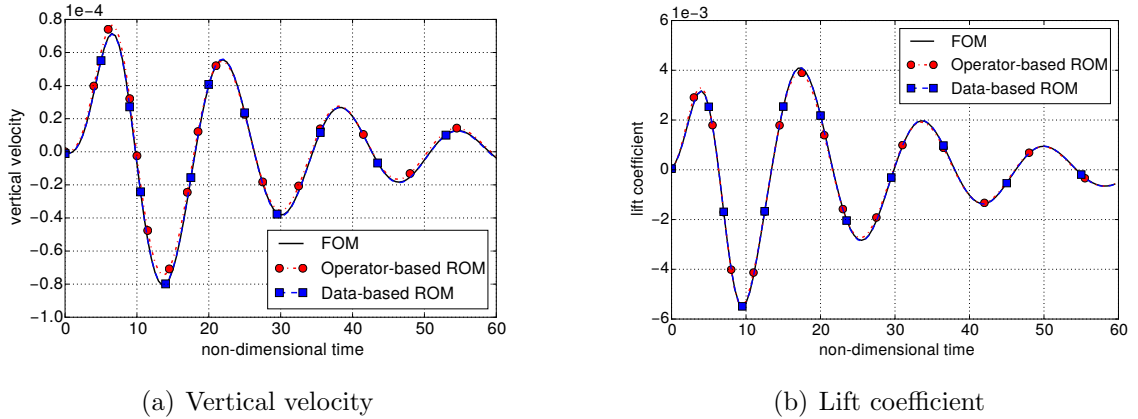 1e-4
0.8
0.6
0.4
0.2
0.0
−0.2
−0.4
−0.6
−0.8
−1.0
0 10 20 30 40 50 60
vertical velocity
non-dimensional time
FOM
Operator-based ROM
Data-based ROM
(a) Vertical velocity
1e-3
6
4
2
0
−2
−4
−6
0 10 20 30 40 50 60
lift coefficient
non-dimensional time
FOM
Operator-based ROM
Data-based ROM
(b) Lift coefficient